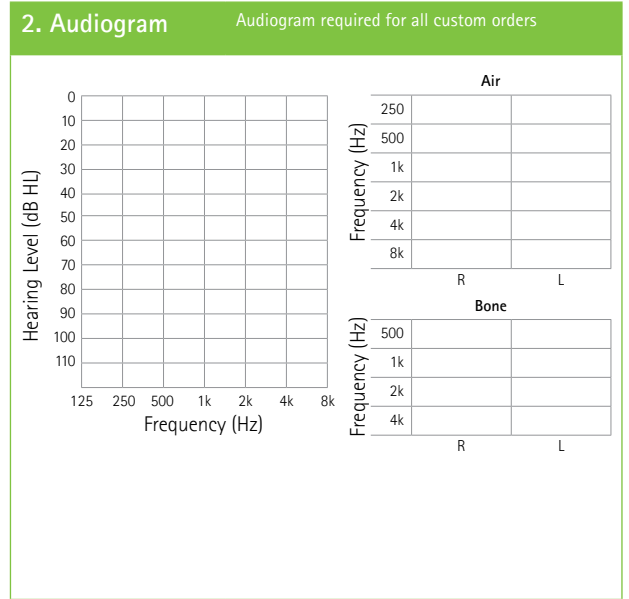 2. Audiogram
Audiogram required for all custom orders
Hearing Level (dB HL)
0
10
20
30
40
50
60
70
80
90
100
110
125 250 500 1k 2k 4k 8k
Frequency (Hz)
Air
Frequency (Hz)
250
500
1k
2k
4k
8k
R L
Bone
Frequency (Hz)
500
1k
2k
4k
R L